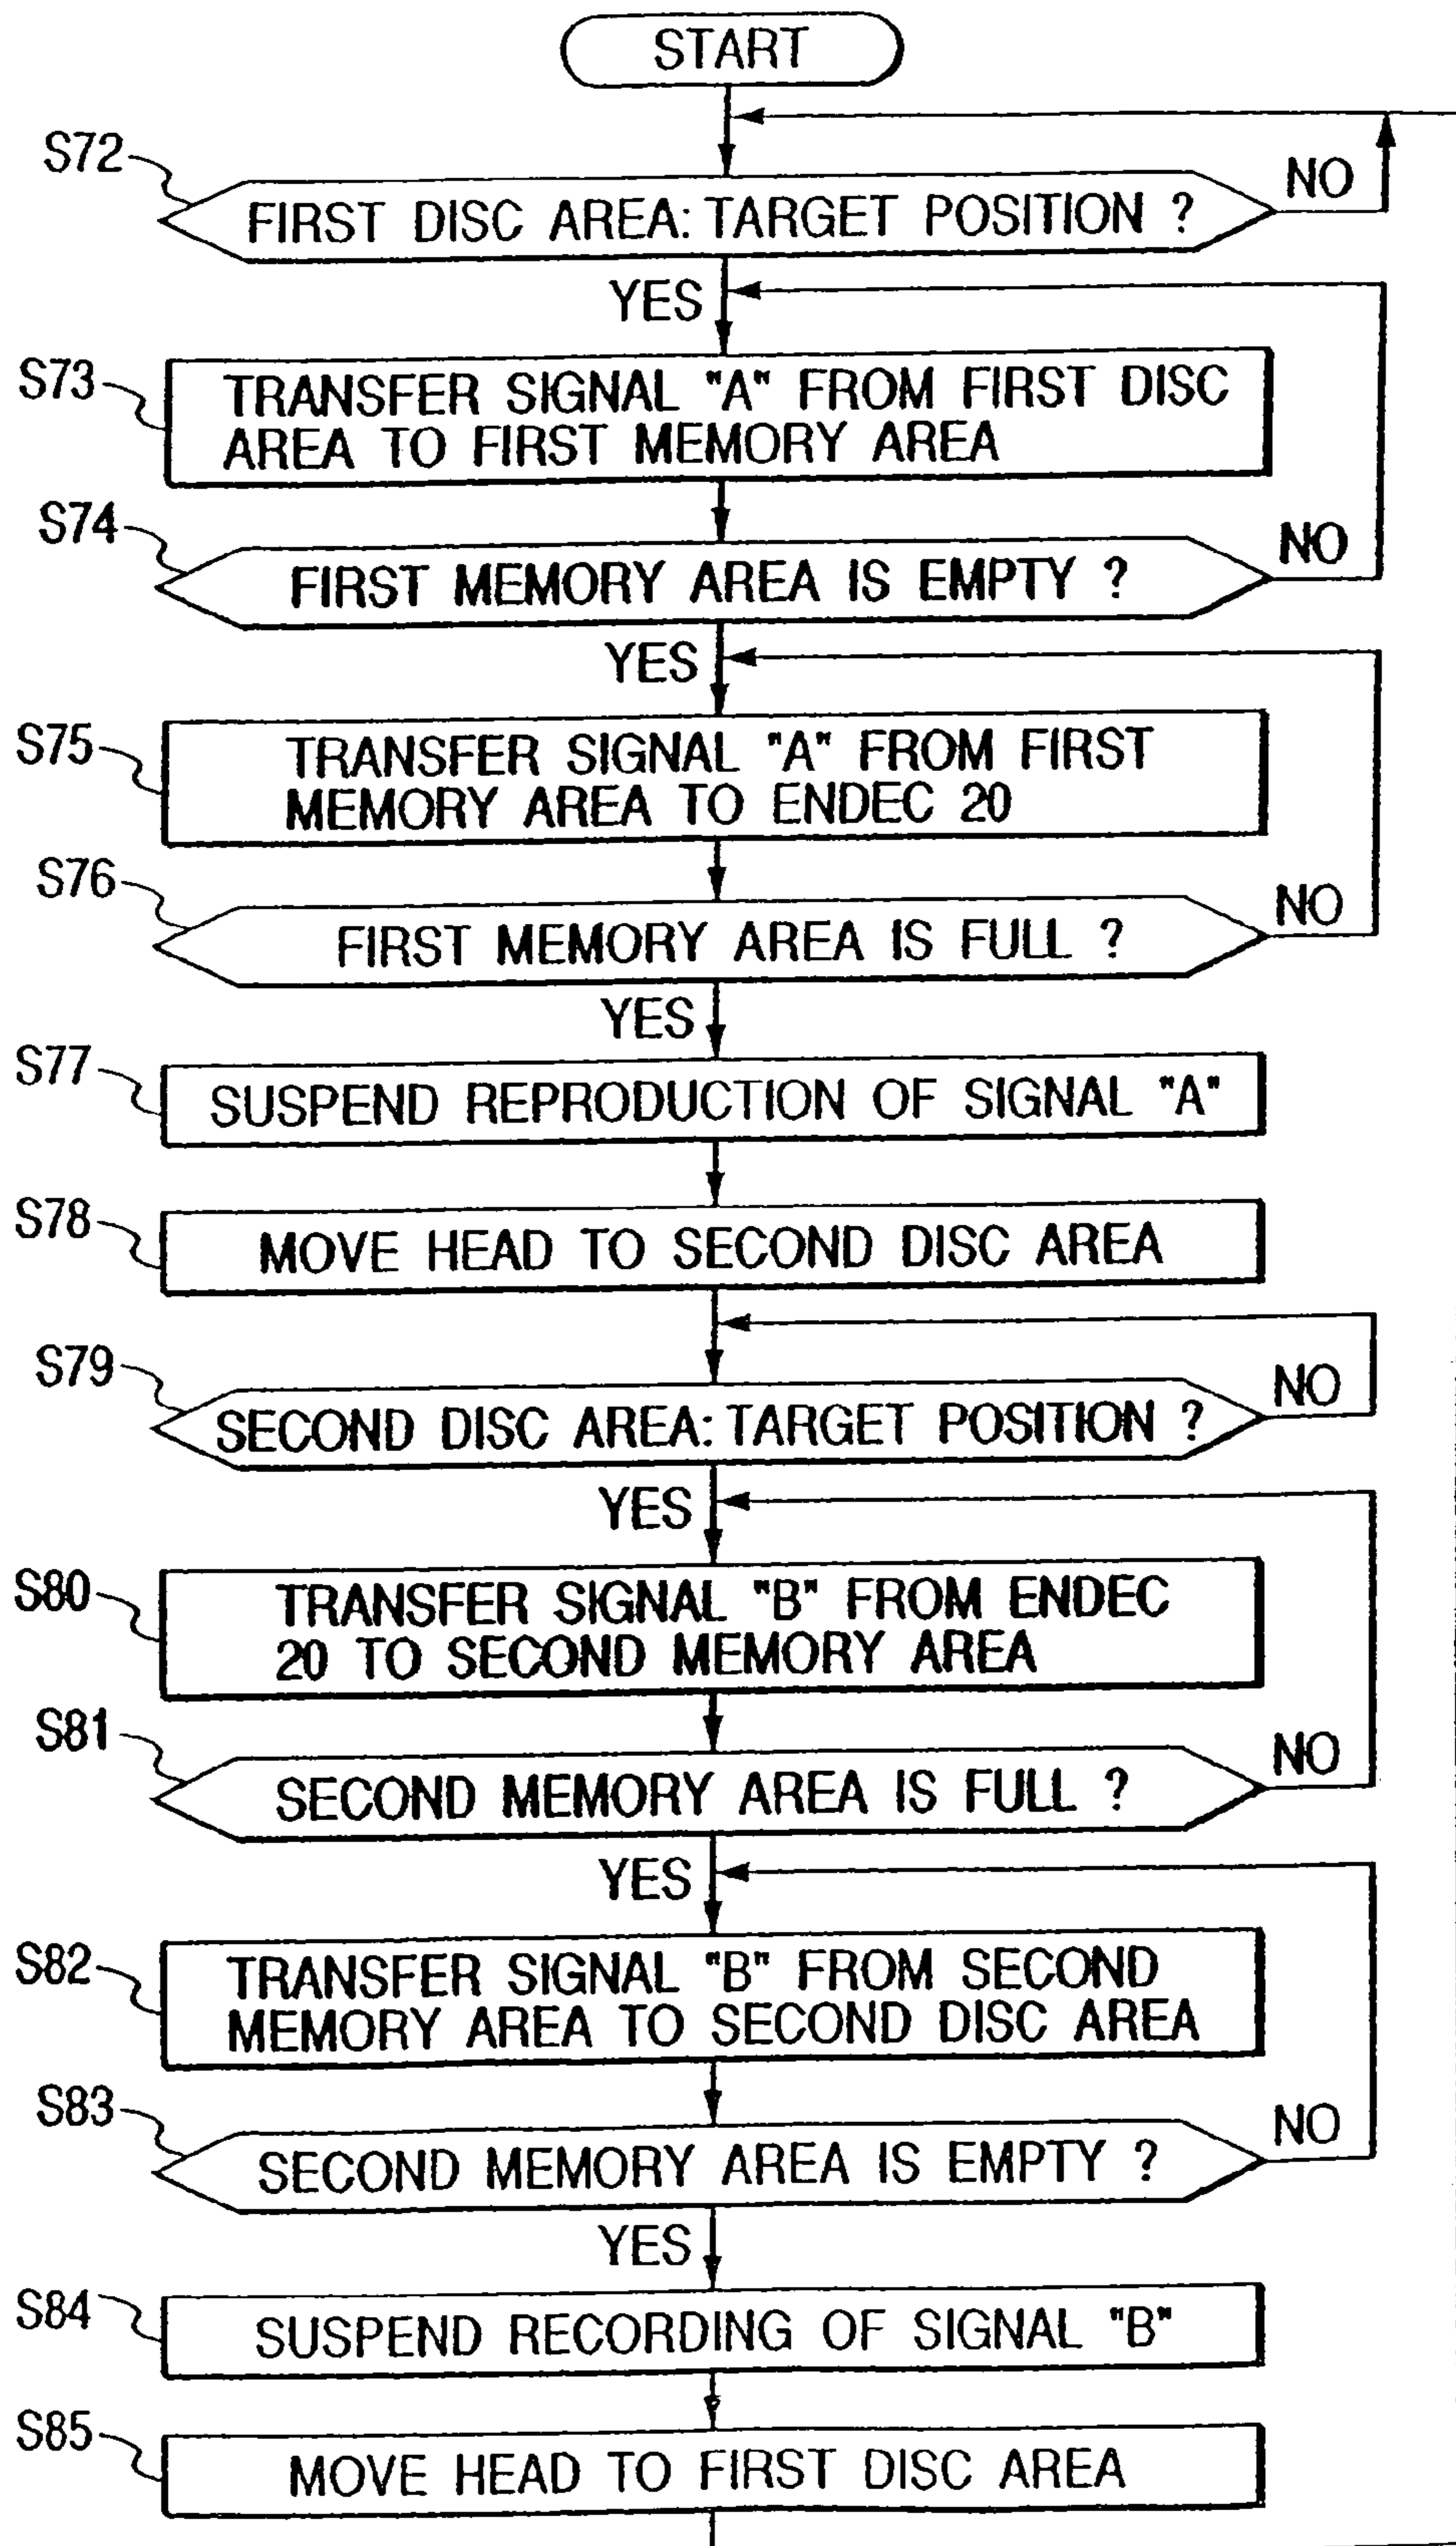 START
S72
FIRST DISC AREA: TARGET POSITION ?
NO
YES
S73
TRANSFER SIGNAL "A" FROM FIRST DISC
AREA TO FIRST MEMORY AREA
S74
FIRST MEMORY AREA IS EMPTY ?
NO
YES
S75
TRANSFER SIGNAL "A" FROM FIRST
MEMORY AREA TO ENDEC 20
S76
FIRST MEMORY AREA IS FULL ?
NO
YES
S77
SUSPEND REPRODUCTION OF SIGNAL "A"
S78
MOVE HEAD TO SECOND DISC AREA
S79
SECOND DISC AREA: TARGET POSITION ?
NO
YES
S80
TRANSFER SIGNAL "B" FROM ENDEC
20 TO SECOND MEMORY AREA
S81
SECOND MEMORY AREA IS FULL ?
NO
YES
S82
TRANSFER SIGNAL "B" FROM SECOND
MEMORY AREA TO SECOND DISC AREA
S83
SECOND MEMORY AREA IS EMPTY ?
NO
YES
S84
SUSPEND RECORDING OF SIGNAL "B"
S85
MOVE HEAD TO FIRST DISC AREA